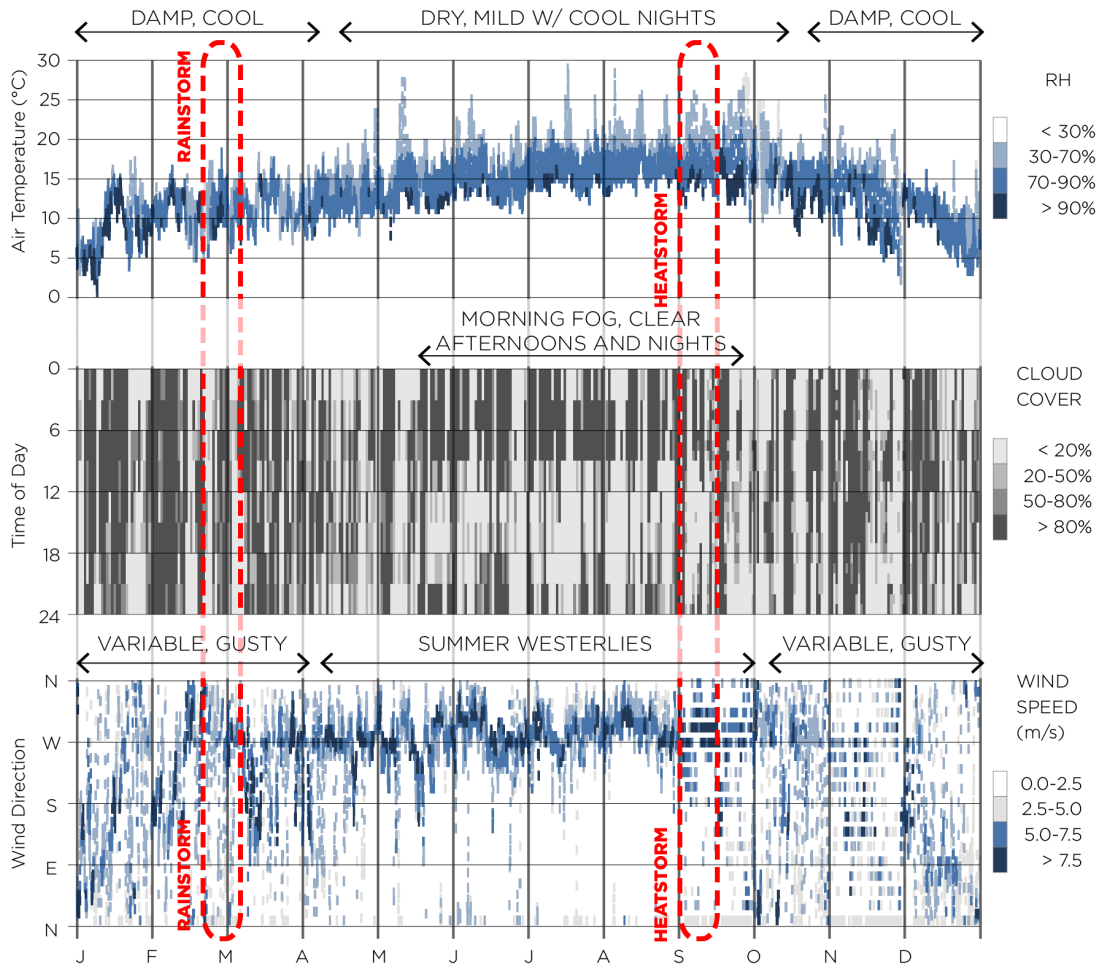 DAMP, COOL
DRY, MILD W/ COOL NIGHTS
DAMP, COOL
RAINSTORM
Air Temperature (°C)
30
25
20
15
10
5
0
HEATSTORM
RH
< 30%
30-70%
70-90%
> 90%
MORNING FOG, CLEAR
AFTERNOONS AND NIGHTS
Time of Day
0
6
12
18
24
CLOUD
COVER
< 20%
20-50%
50-80%
> 80%
VARIABLE, GUSTY
SUMMER WESTERLIES
VARIABLE, GUSTY
Wind Direction
N
W
S
E
N
RAINSTORM
HEATSTORM
WIND
SPEED
(m/s)
0.0-2.5
2.5-5.0
5.0-7.5
> 7.5
J F M A M J J A S O N D